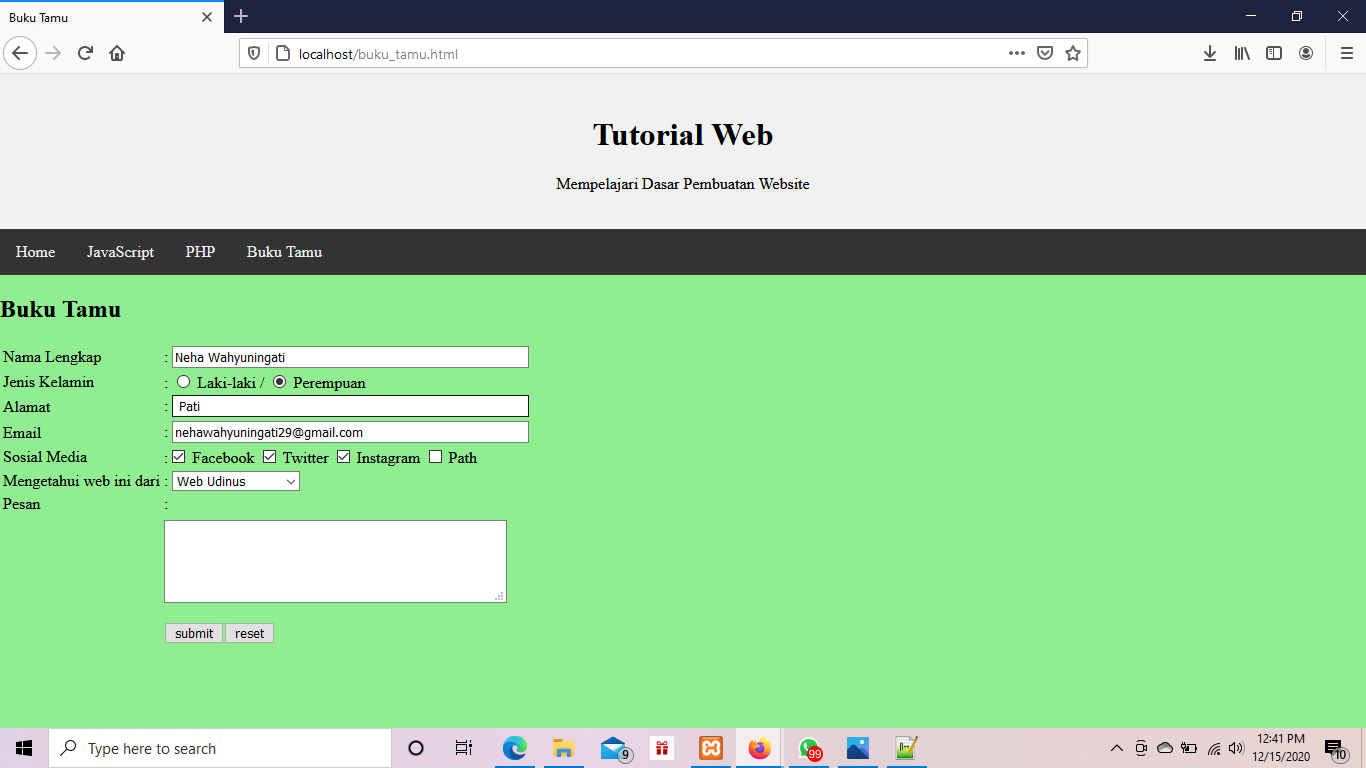 Buku Tamu
localhost/buku_tamu.html
Tutorial Web
Mempelajari Dasar Pembuatan Website
Home JavaScript PHP Buku Tamu
Buku Tamu
Nama Lengkap : Neha Wahyuningati
Jenis Kelamin : Laki-laki / Perempuan
Alamat : Pati
Email : nehawahyuningati29@gmail.com
Sosial Media : Facebook Twitter Instagram Path
Mengetahui web ini dari : Web Udinus
Pesan :
submit reset
Type here to search 9 99 12:41 PM
12/15/2020 10